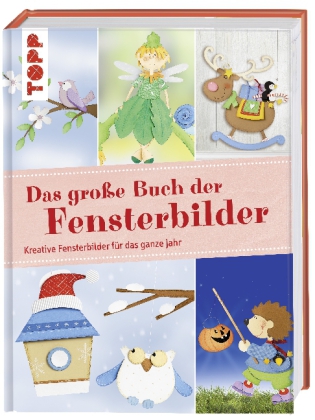 TOPP
Das große Buch der
Fensterbilder
Kreative Fensterbilder für das ganze jahr